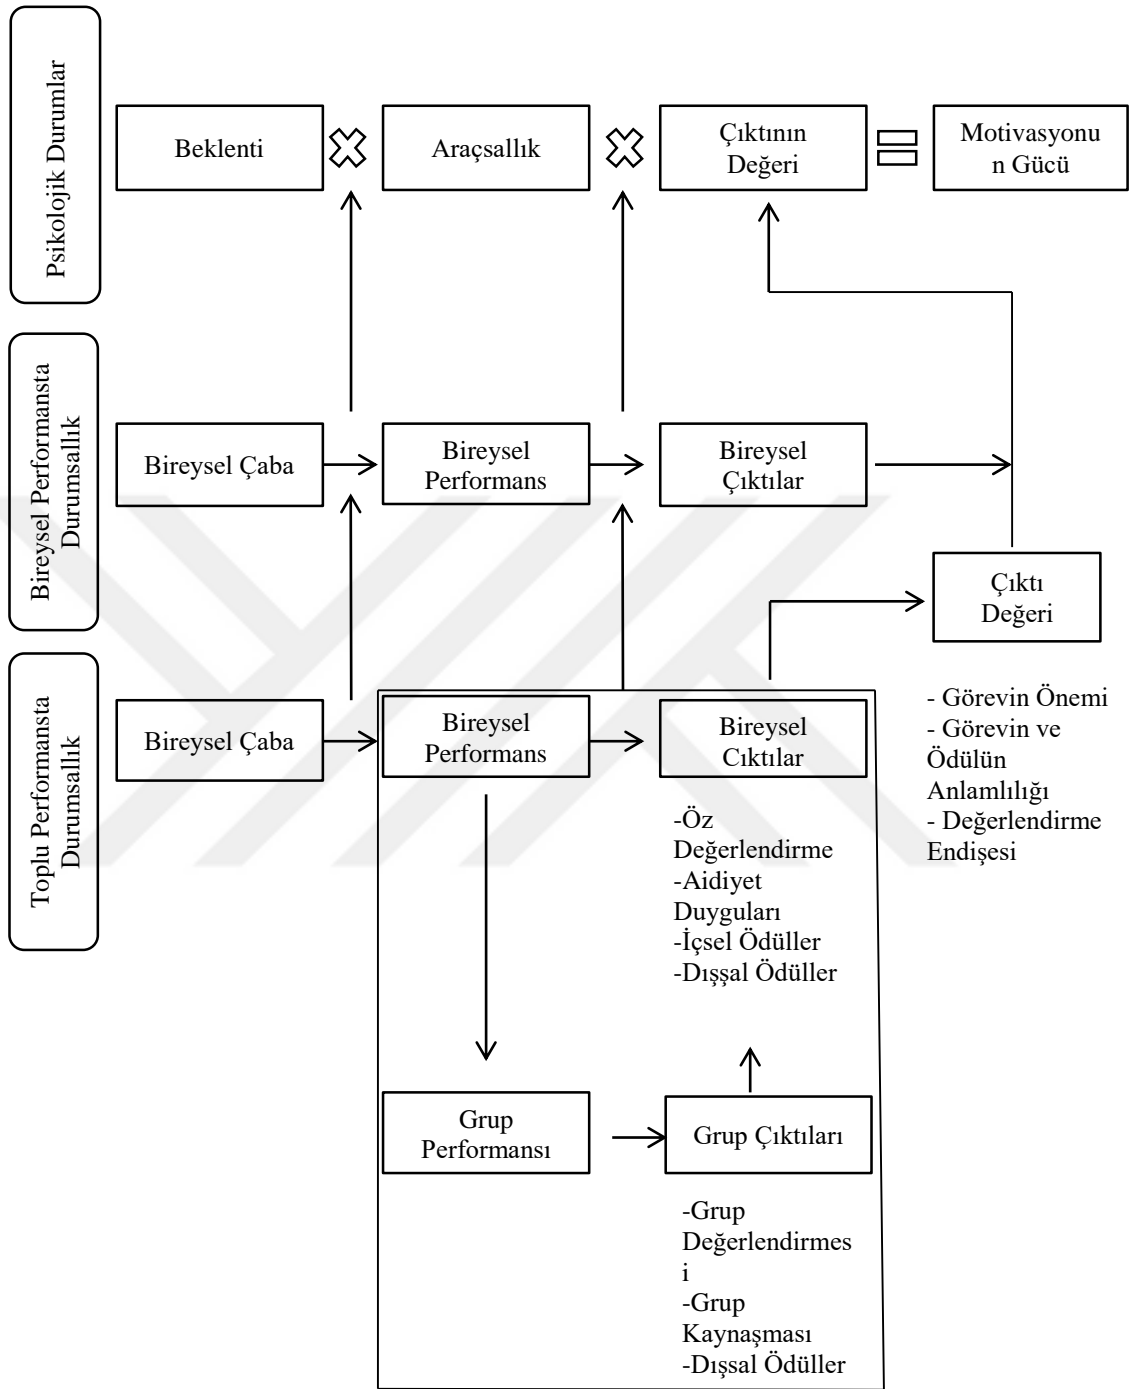 Psikolojik Durumlar
Beklenti
Araçsallık
Çıktının
Değeri
Motivasyonu
n Gücü
Bireysel Performansta
Durumsallık
Bireysel Çaba
Bireysel
Performans
Bireysel
Çıktılar
Çıktı
Değeri
- Görevin Önemi
- Görevin ve
Ödülün
Anlamlılığı
- Değerlendirme
Endişesi
Toplu Performansta
Durumsallık
Bireysel Çaba
Bireysel
Performans
Bireysel
Cıktılar
-Öz
Değerlendirme
-Aidiyet
Duyguları
-İçsel Ödüller
-Dışşal Ödüller
Grup
Performansı
Grup Çıktıları
-Grup
Değerlendirmes
i
-Grup
Kaynaşması
-Dışsal Ödüller